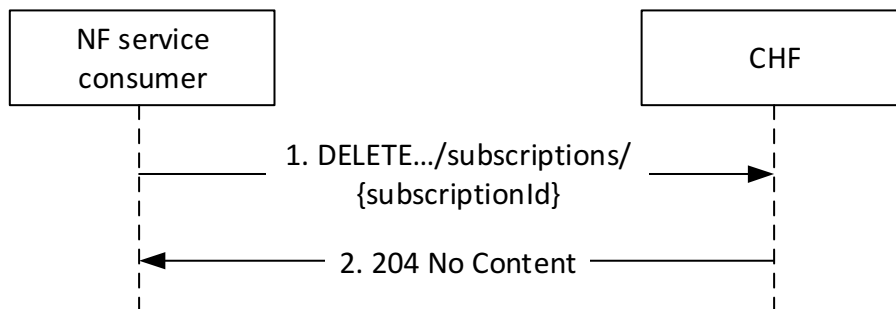 NF service
consumer
CHF
1. DELETE…/subscriptions/
{subscriptionId}
2. 204 No Content